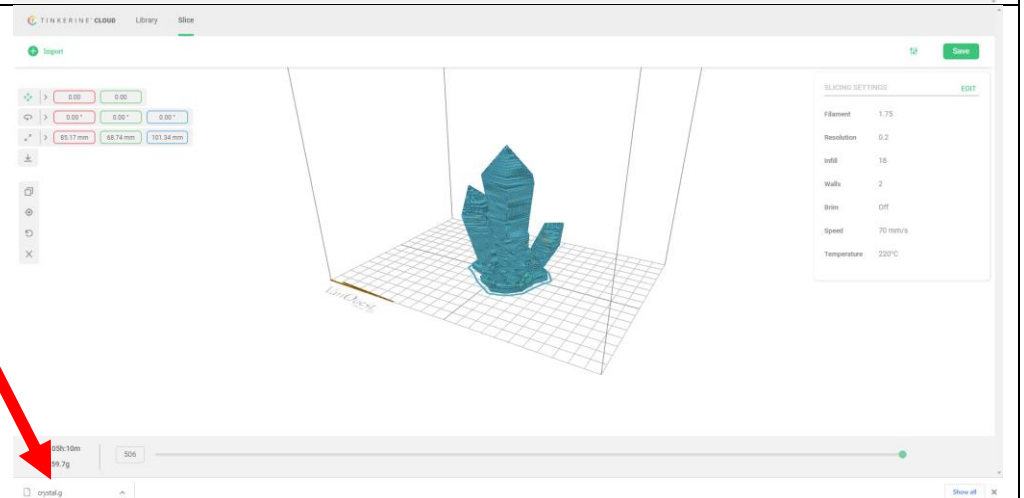 TINKERINE CLOUD Library Slice
Import Save
0.00 0.00
0.00° 0.00° 0.00°
85.17 mm 68.74 mm 101.34 mm
SLICING SETTINGS EDIT
Filament 1.75
Resolution 0.2
Infill 18
Walls 2
Brim Off
Speed 70 mm/s
Temperature 220°C
05h:10m
59.7g
506
crystal.g Show all